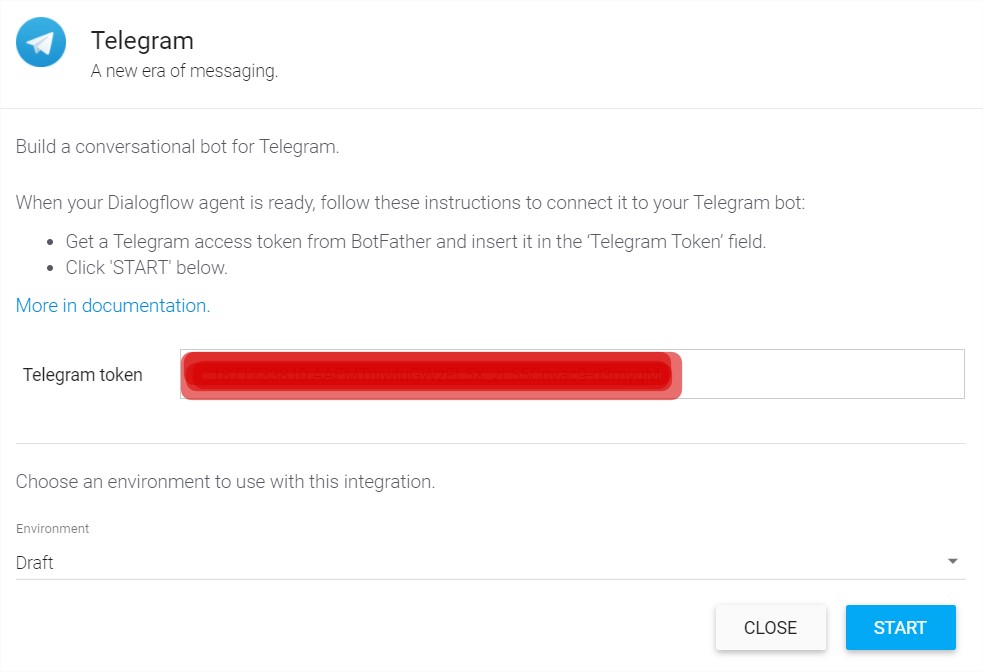 Telegram
A new era of messaging.
Build a conversational bot for Telegram.
When your Dialogflow agent is ready, follow these instructions to connect it to your Telegram bot:
• Get a Telegram access token from BotFather and insert it in the ‘Telegram Token’ field.
• Click 'START' below.
More in documentation.
Telegram token
Choose an environment to use with this integration.
Environment
Draft
CLOSE START